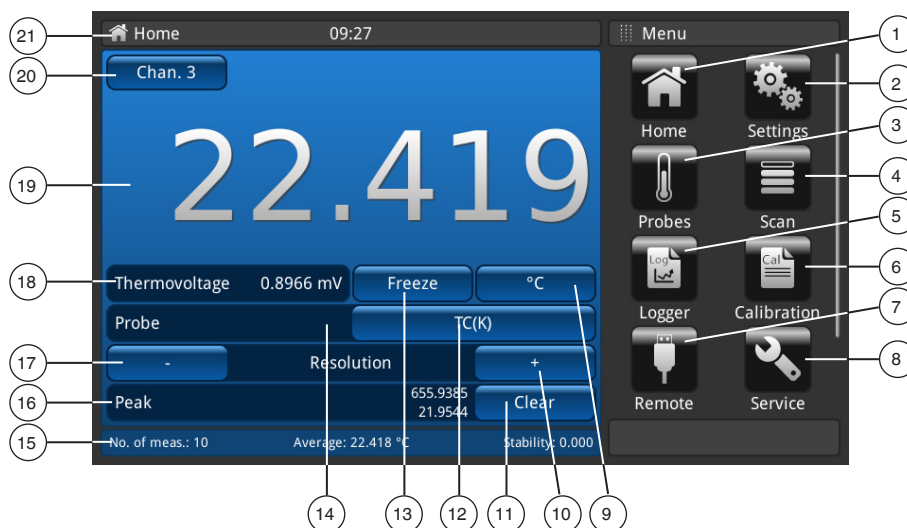 21
Home 09:27
Menu
1
20
Chan. 3
2
Home Settings
3
19
22.419
4
Probes Scan
5
Log
Cal
6
18
Thermovoltage 0.8966 mV
Freeze
°C
Logger Calibration
7
Probe
TC(K)
17
-
Resolution
+
8
16
Peak
655.9385
21.9544
Clear
Remote Service
15
No. of meas.: 10 Average: 22.418 °C Stability: 0.000
14 13 12 11 10 9